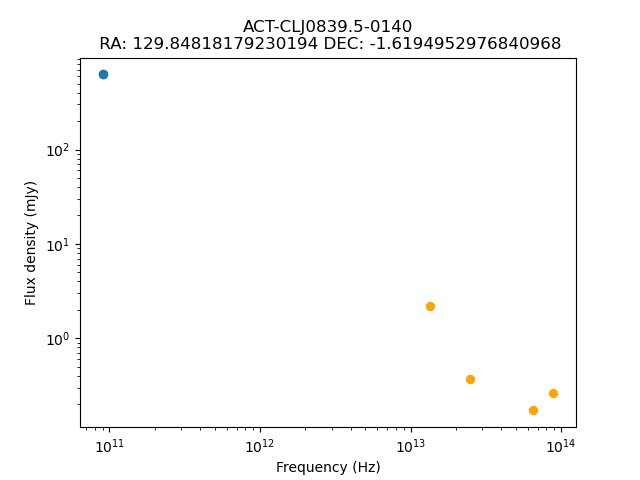 ACT-CLJ0839.5-0140
RA: 129.84818179230194 DEC: -1.6194952976840968
Flux density (mJy)
10²
10¹
10⁰
10¹¹
10¹²
10¹³
10¹⁴
Frequency (Hz)